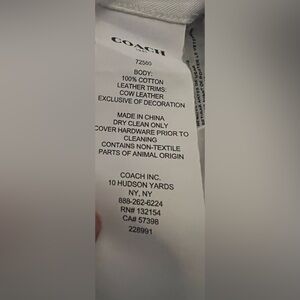 COACH
72580
BODY:
100% COTTON
LEATHER TRIMS:
COW LEATHER
EXCLUSIVE OF DECORATION
MADE IN CHINA
DRY CLEAN ONLY
COVER HARDWARE PRIOR TO
CLEANING
CONTAINS NON-TEXTILE
PARTS OF ANIMAL ORIGIN
COACH INC.
10 HUDSON YARDS
NY, NY
888-262-6224
RN# 132154
CA# 57398
228991